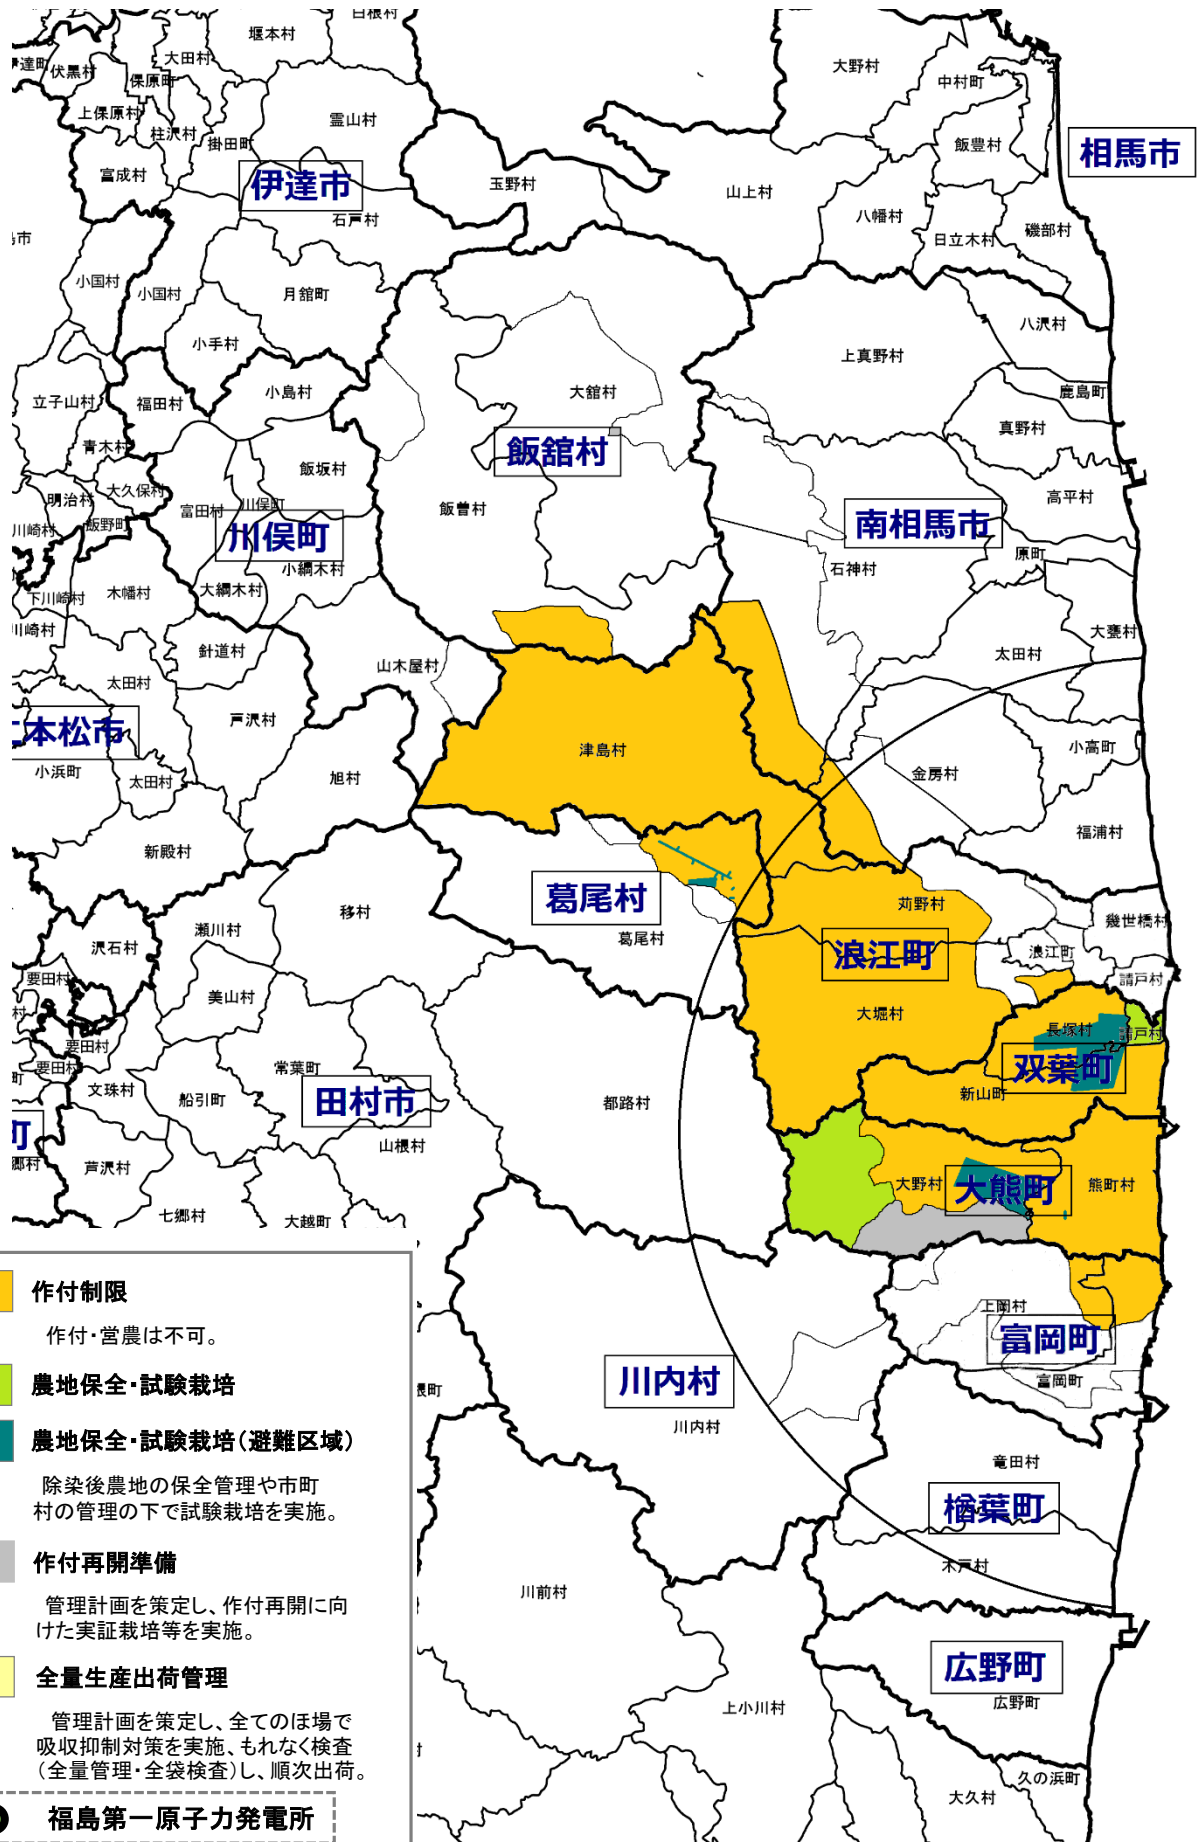 白根村
堰本村
大田村
伊達町
伏黒村
保原町
上保原村
柱沢村
掛田町
霊山村
富成村
伊達市
石戸村
玉野村
山上村
大野村
中村町
飯豊村
相馬市
八幡村
日立木村
磯部村
島市
小国村
小国村
月舘町
小手村
小島村
八沢村
上真野村
鹿島町
真野村
立子山村
福田村
大舘村
飯舘村
青木村
飯坂村
高平村
明治村
大久保村
富田村
川俣町
飯曽村
南相馬市
川崎村
飯野町
川俣町
小綱木村
原町
石神村
下川崎村
木幡村
大綱木村
川崎村
針道村
大甕村
太田村
山木屋村
太田村
戸沢村
二本松市
小浜町
旭村
太田村
津島村
小高町
金房村
福浦村
新殿村
葛尾村
葛尾村
移村
瀬川村
苅野村
幾世橋村
浪江町
浪江町
請戸村
沢石村
要田村
美山村
村
大堀村
長塚村
請戸村
要田村
要田村
町
常葉町
文珠村
船引町
田村市
都路村
双葉町
新山町
山根村
町
郷村
芦沢村
大野村
大熊町
熊町村
七郷村
大越町
上岡村
富岡町
富岡町
川内村
川内村
竜田村
楢葉町
木戸村
川前村
広野町
広野町
上小川村
久の浜町
大久村
作付制限
作付・営農は不可。
農地保全・試験栽培
農地保全・試験栽培（避難区域）
除染後農地の保全管理や市町
村の管理の下で試験栽培を実施。
作付再開準備
管理計画を策定し、作付再開に向
けた実証栽培等を実施。
全量生産出荷管理
管理計画を策定し、全てのほ場で
吸収抑制対策を実施、もれなく検査
（全量管理・全袋検査）し、順次出荷。
福島第一原子力発電所